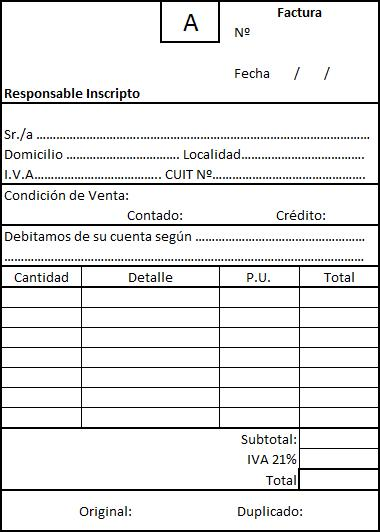 A
Factura
Nº
Fecha / /
Responsable Inscripto
Sr./a ........................................................................................
Domicilio .................................. Localidad....................................
I.V.A...................................... CUIT Nº.............................................
Condición de Venta:
Contado: Crédito:
Debitamos de su cuenta según ..................................................
..........................................................................................................
Cantidad Detalle P.U. Total
Subtotal:
IVA 21%
Total
Original: Duplicado: